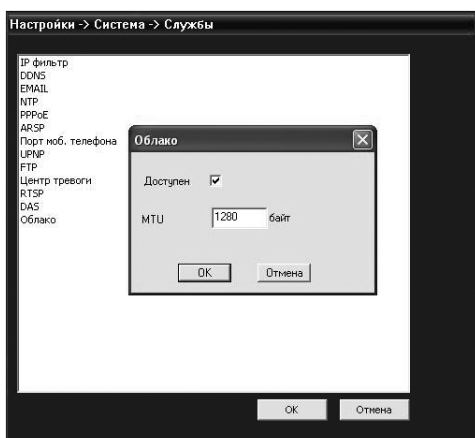 Настройки -> Система -> Службы
IP фильтр
DDNS
EMAIL
NTP
PPPoE
ARSP
Порт моб. телефона
UPNP
FTP
Центр тревоги
RTSP
DAS
Облако
Облако
Доступен
MTU 1280 байт
OK Отмена
OK Отмена